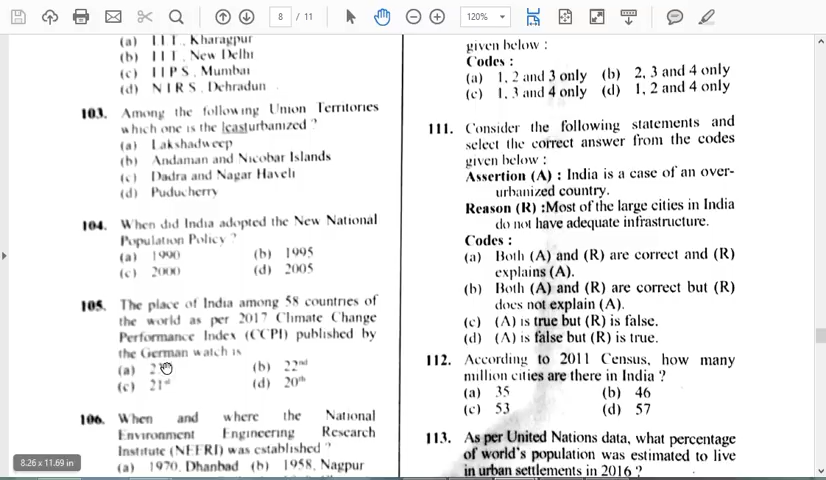 8 / 11
120%
(a) I I T , Kharagpur
(b) I I T , New Delhi
(c) I I P S , Mumbai
(d) N I R S , Dehradun
103. Among the following Union Territories
which one is the leasturbanized ?
(a) Lakshadweep
(b) Andaman and Nicobar Islands
(c) Dadra and Nagar Haveli
(d) Puducherry
104. When did India adopted the New National
Population Policy ?
(a) 1990 (b) 1995
(c) 2000 (d) 2005
105. The place of India among 58 countries of
the world as per 2017 Climate Change
Performance Index (CCPI) published by
the German watch is
(a) (b) 22nd
(c) 21st (d) 20th
106. When and where the National
Environment Engineering Research
Institute (NEERI) was established ?
(a) 1970, Dhanbad (b) 1958, Nagpur
given below :
Codes :
(a) 1, 2 and 3 only (b) 2, 3 and 4 only
(c) 1, 3 and 4 only (d) 1, 2 and 4 only
111. Consider the following statements and
select the correct answer from the codes
given below :
Assertion (A) : India is a case of an over-
urbanized country.
Reason (R) :Most of the large cities in India
do not have adequate infrastructure.
Codes :
(a) Both (A) and (R) are correct and (R)
explains (A).
(b) Both (A) and (R) are correct but (R)
does not explain (A).
(c) (A) is true but (R) is false.
(d) (A) is false but (R) is true.
112. According to 2011 Census, how many
million cities are there in India ?
(a) 35 (b) 46
(c) 53 (d) 57
113. As per United Nations data, what percentage
of world's population was estimated to live
in urban settlements in 2016 ?
8.26 x 11.69 in